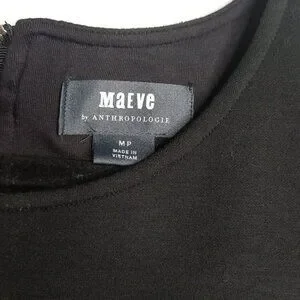 MaEVe
by ANTHROPOLOGIE
MP
MADE IN
VIETNAM